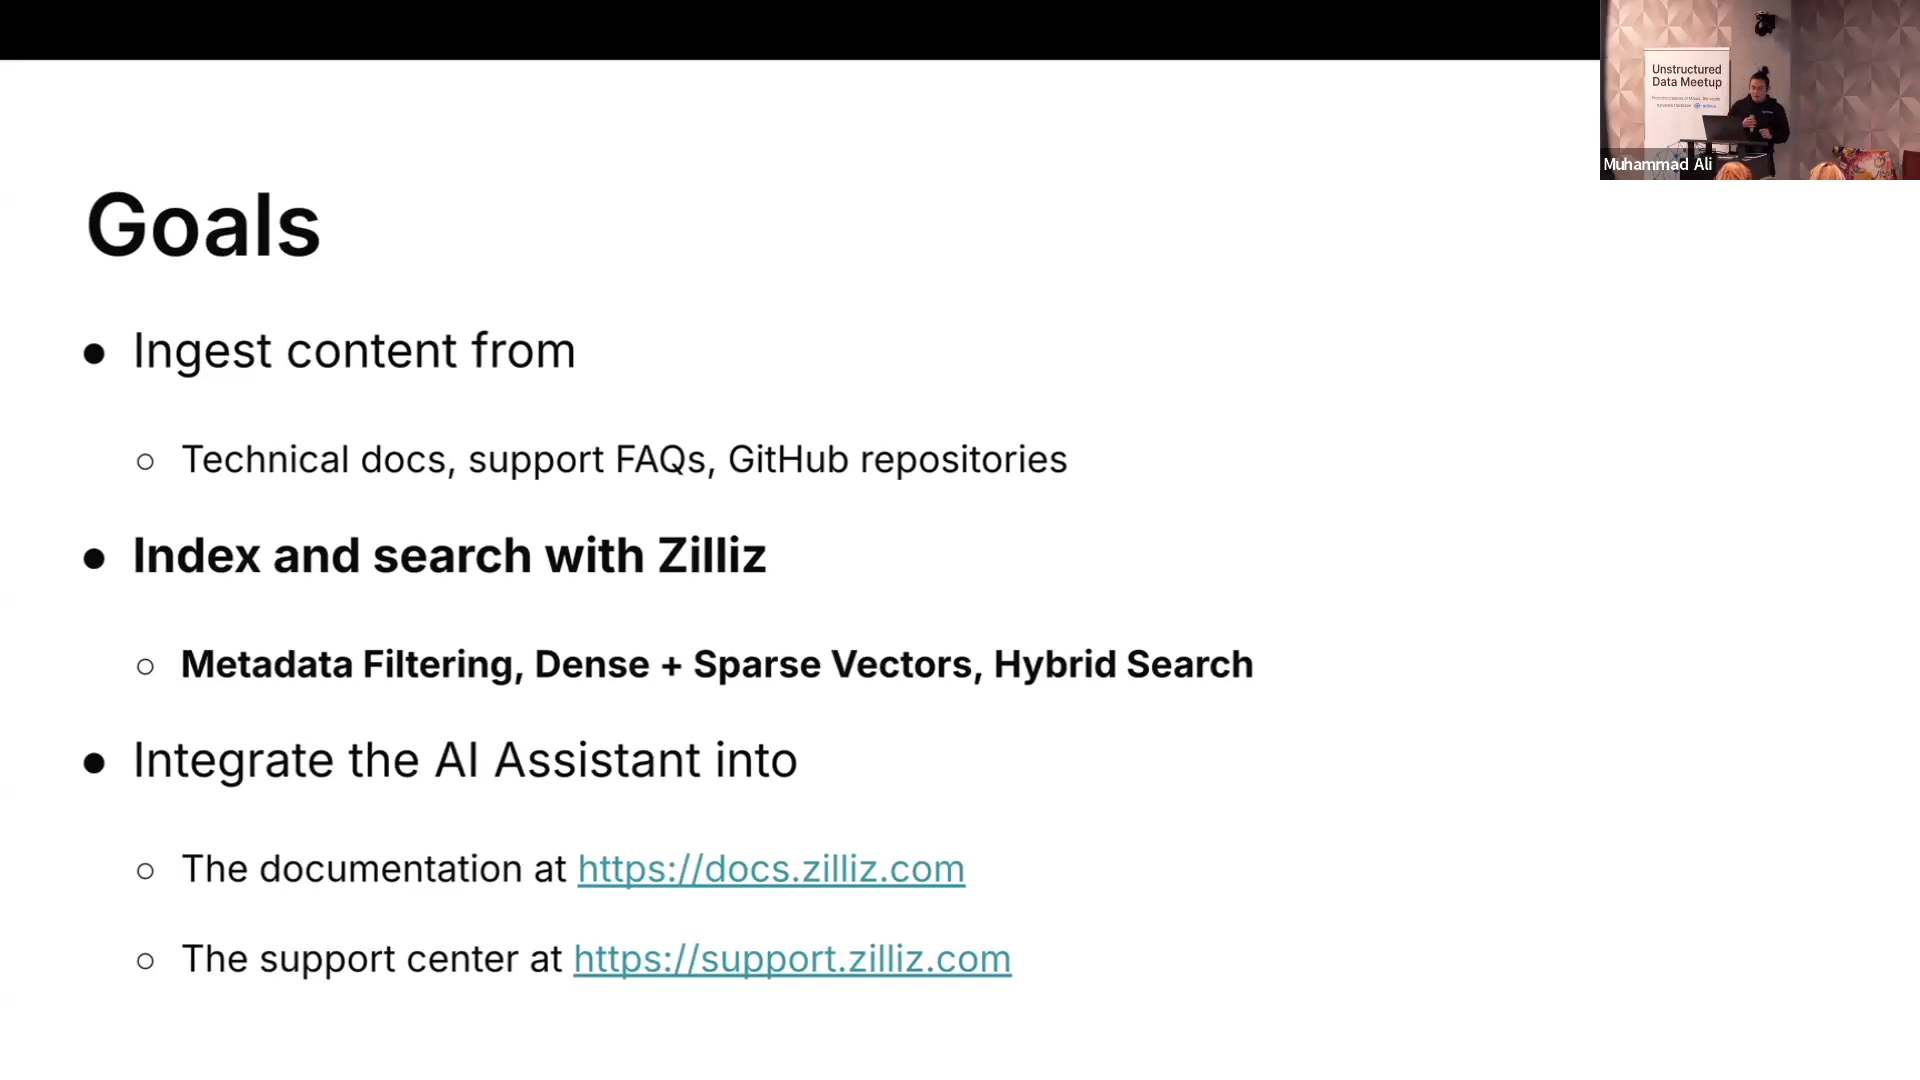 Unstructured
Data Meetup
Muhammad Ali
Goals
● Ingest content from
○ Technical docs, support FAQs, GitHub repositories
● Index and search with Zilliz
○ Metadata Filtering, Dense + Sparse Vectors, Hybrid Search
● Integrate the AI Assistant into
○ The documentation at https://docs.zilliz.com
○ The support center at https://support.zilliz.com